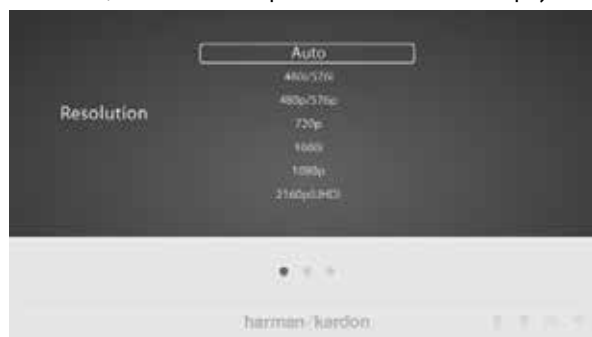 Auto
480i/576i
480p/576p
Resolution
720p
1080i
1080p
2160p(UHD)
harman/kardon